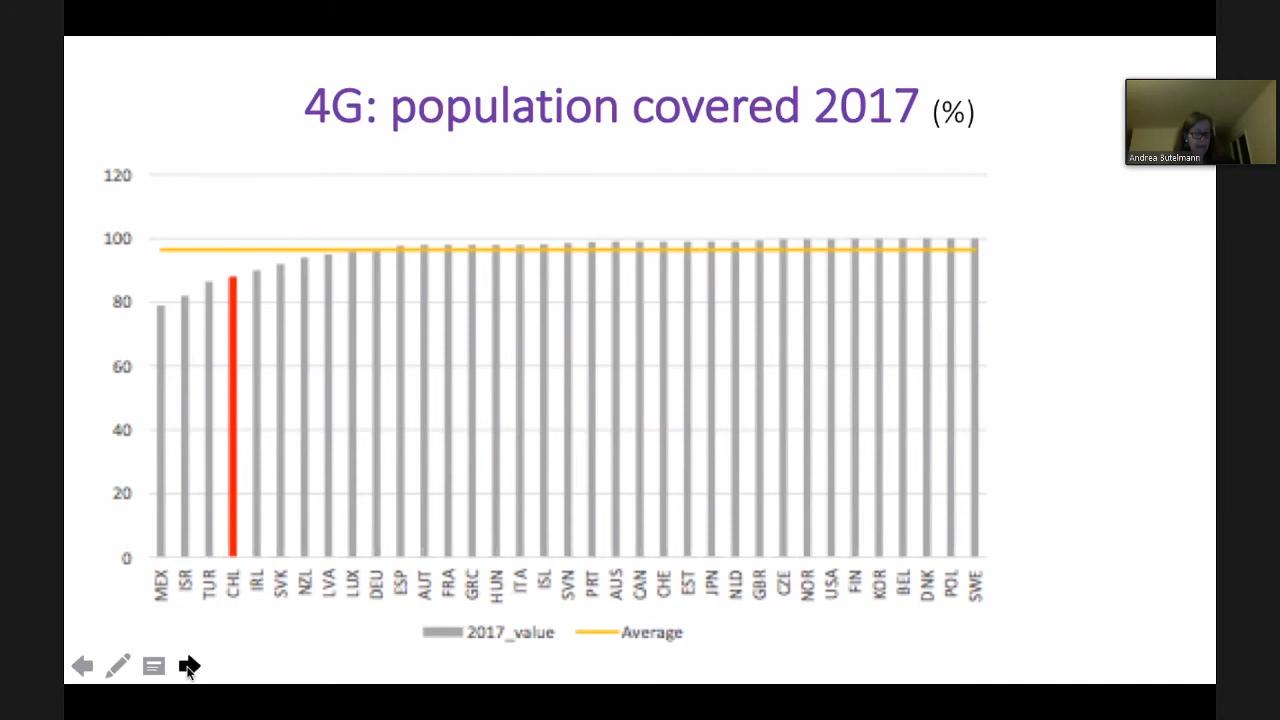 4G: population covered 2017 (%)
Andrea Butelmann
120
100
80
60
40
20
0
MEX ISR TUR CHL IRL SVK NZL LVA LUX DEU ESP AUT FRA GRC HUN ITA ISL SVN PRT AUS CAN CHE EST JPN NLD GBR CZE NOR USA FIN KOR BEL DNK POL SWE
2017_value Average